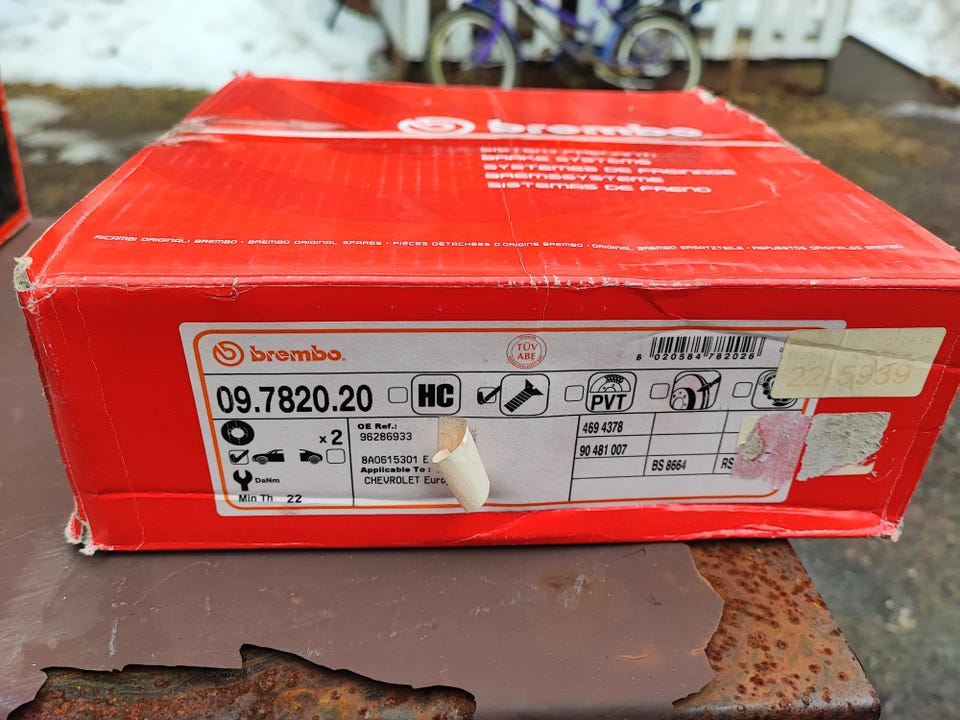 brembo
SISTEMI FRENANTI
BRAKE SYSTEMS
SYSTEMES DE FREINAGE
BREMSSYSTEME
SISTEMAS DE FRENO
RICAMBI ORIGINALI BREMBO • BREMBO ORIGINAL SPARES • PIÈCES DÉTACHÉES D'ORIGINE BREMBO • ORIGINAL BREMBO ERSATZTEILE • REPUESTOS ORIGINALES BREMBO
brembo
TÜV
ABE
8 020584 782026
22-5939
09.7820.20
HC
PVT
x 2
OE Ref.:
96286933
8A0615301 E
Applicable To :
CHEVROLET Euro
469 4378
90 481 007
BS 8664
RS
DaNm
Min Th 22